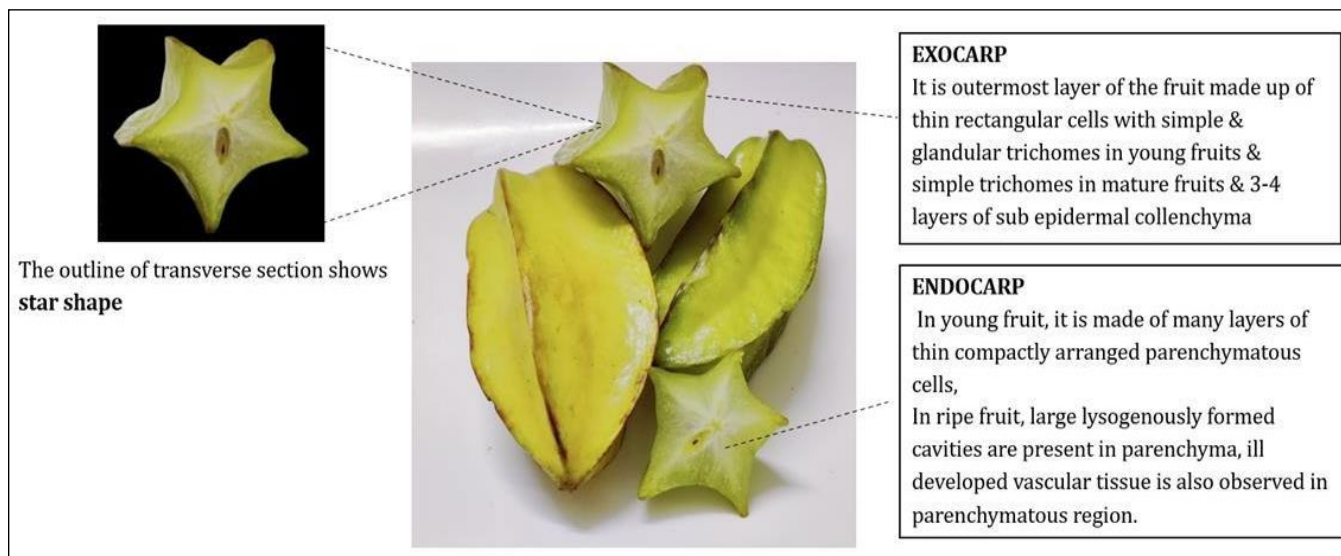 The outline of transverse section shows
star shape
EXOCARP
It is outermost layer of the fruit made up of
thin rectangular cells with simple &
glandular trichomes in young fruits &
simple trichomes in mature fruits & 3-4
layers of sub epidermal collenchyma
ENDOCARP
In young fruit, it is made of many layers of
thin compactly arranged parenchymatous
cells,
In ripe fruit, large lysogenously formed
cavities are present in parenchyma, ill
developed vascular tissue is also observed in
parenchymatous region.